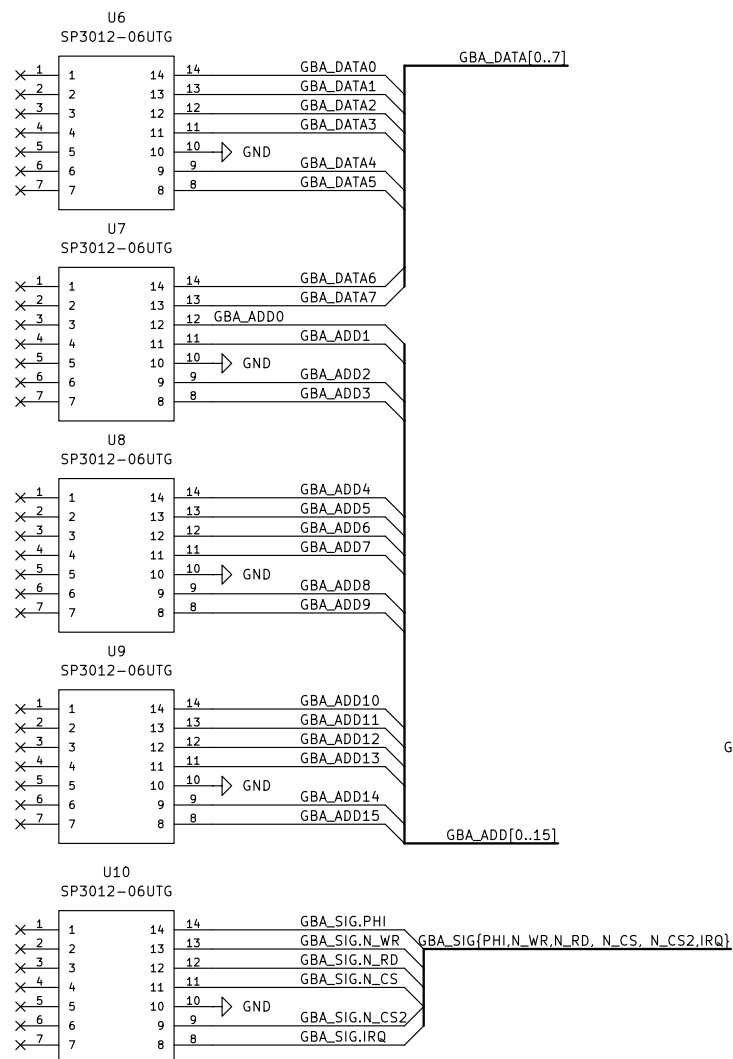 U6
SP3012-06UTG
1 1 14 14 GBA_DATA0 GBA_DATA[0..7]
2 2 13 13 GBA_DATA1
3 3 12 12 GBA_DATA2
4 4 11 11 GBA_DATA3
5 5 10 10 GND
6 6 9 9 GBA_DATA4
7 7 8 8 GBA_DATA5
U7
SP3012-06UTG
1 1 14 14 GBA_DATA6
2 2 13 13 GBA_DATA7
3 3 12 12 GBA_ADD0
4 4 11 11 GBA_ADD1
5 5 10 10 GND
6 6 9 9 GBA_ADD2
7 7 8 8 GBA_ADD3
U8
SP3012-06UTG
1 1 14 14 GBA_ADD4
2 2 13 13 GBA_ADD5
3 3 12 12 GBA_ADD6
4 4 11 11 GBA_ADD7
5 5 10 10 GND
6 6 9 9 GBA_ADD8
7 7 8 8 GBA_ADD9
U9
SP3012-06UTG
1 1 14 14 GBA_ADD10
2 2 13 13 GBA_ADD11
3 3 12 12 GBA_ADD12
4 4 11 11 GBA_ADD13
G
5 5 10 10 GND
6 6 9 9 GBA_ADD14
7 7 8 8 GBA_ADD15
GBA_ADD[0..15]
U10
SP3012-06UTG
1 1 14 14 GBA_SIG.PHI
2 2 13 13 GBA_SIG.N_WR GBA_SIG{PHI,N_WR,N_RD, N_CS, N_CS2,IRQ}
3 3 12 12 GBA_SIG.N_RD
4 4 11 11 GBA_SIG.N_CS
5 5 10 10 GND
6 6 9 9 GBA_SIG.N_CS2
7 7 8 8 GBA_SIG.IRQ